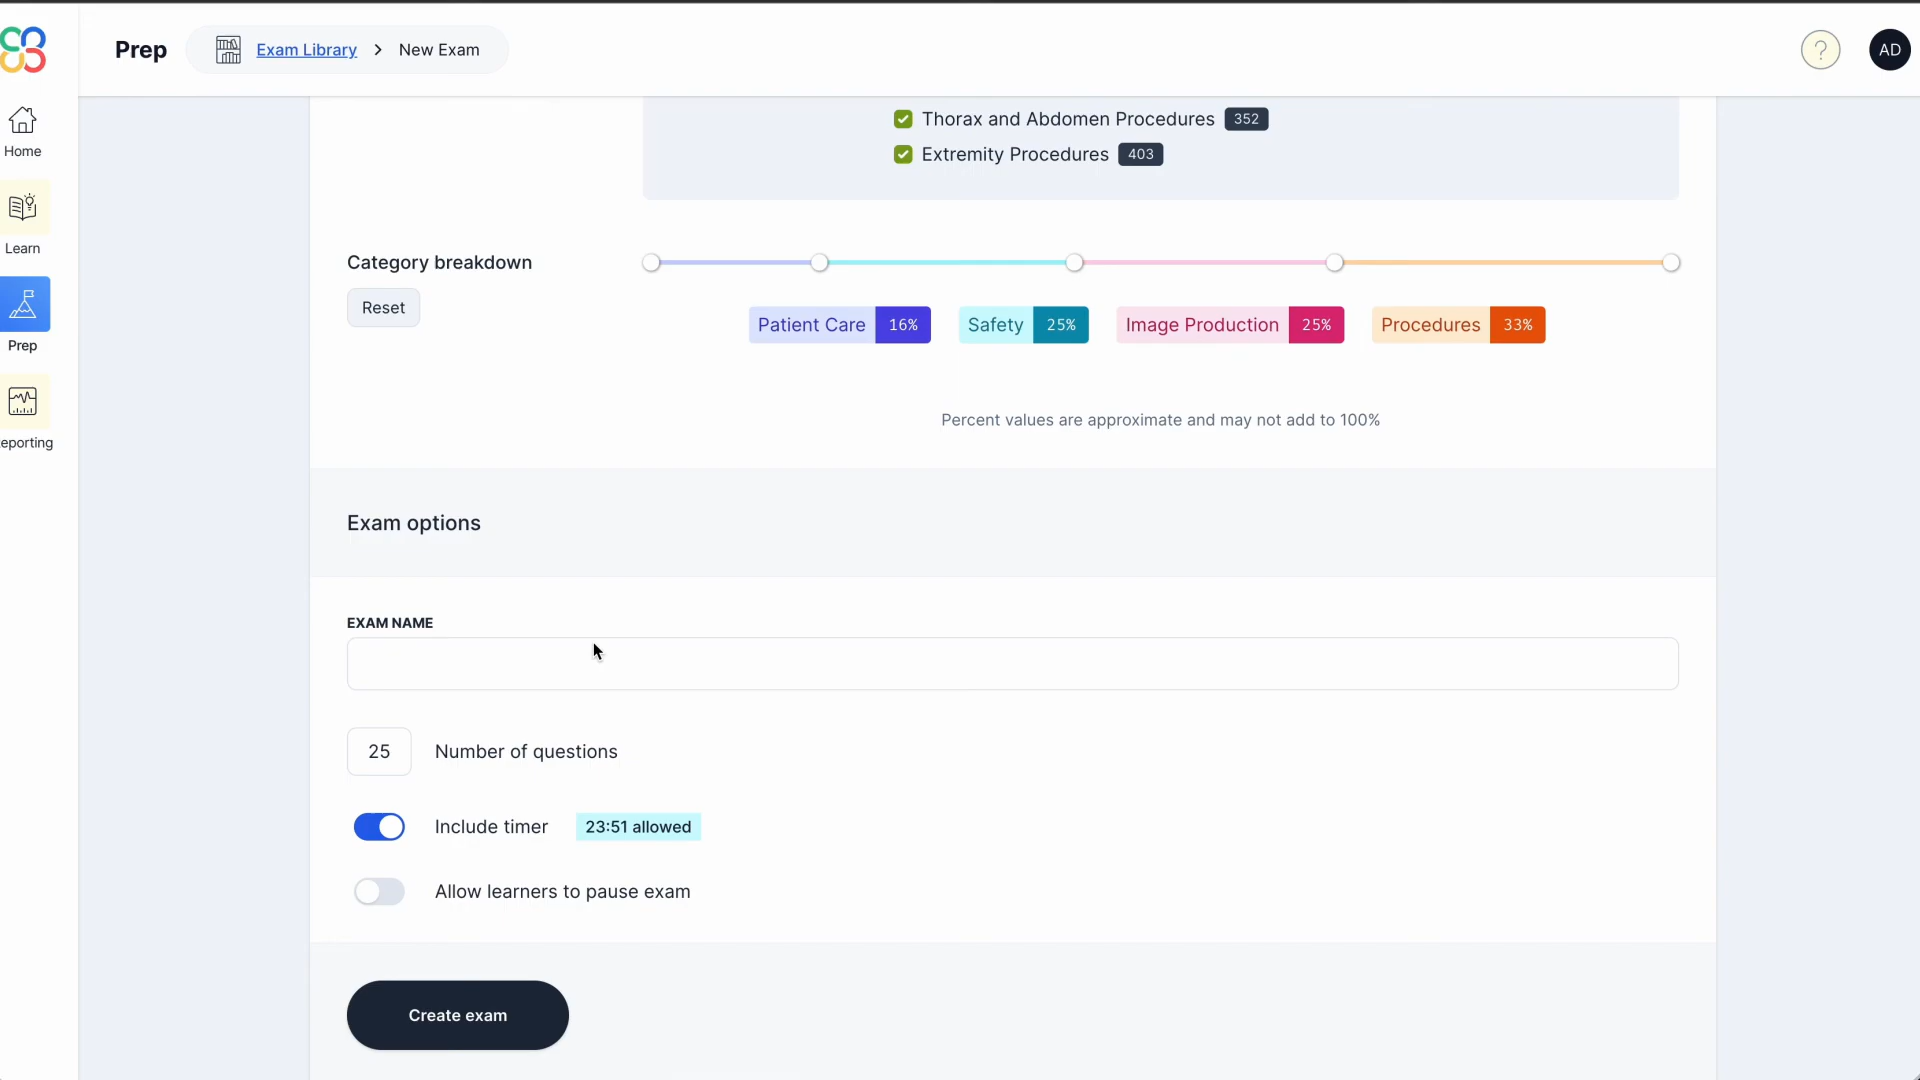 Prep
Exam Library > New Exam
?
AD
Home
Learn
Prep
eporting
Thorax and Abdomen Procedures 352
Extremity Procedures 403
Category breakdown
Reset
Patient Care 16% Safety 25% Image Production 25% Procedures 33%
Percent values are approximate and may not add to 100%
Exam options
EXAM NAME
25 Number of questions
Include timer 23:51 allowed
Allow learners to pause exam
Create exam